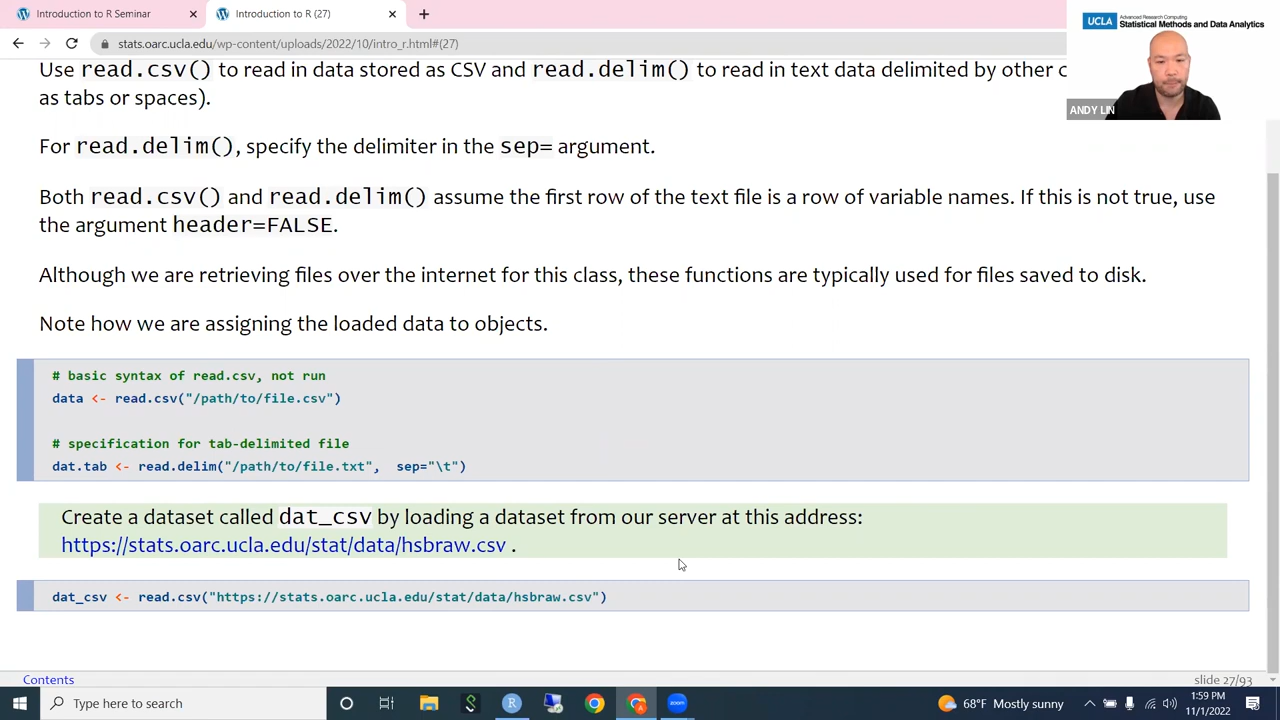 Introduction to R Seminar
Introduction to R (27)
stats.oarc.ucla.edu/wp-content/uploads/2022/10/intro_r.html#(27)
UCLA Advanced Research Computing
Statistical Methods and Data Analytics
ANDY LIN
Use read.csv() to read in data stored as CSV and read.delim() to read in text data delimited by other c
as tabs or spaces).
For read.delim(), specify the delimiter in the sep= argument.
Both read.csv() and read.delim() assume the first row of the text file is a row of variable names. If this is not true, use
the argument header=FALSE.
Although we are retrieving files over the internet for this class, these functions are typically used for files saved to disk.
Note how we are assigning the loaded data to objects.
# basic syntax of read.csv, not run
data <- read.csv("/path/to/file.csv")
# specification for tab-delimited file
dat.tab <- read.delim("/path/to/file.txt", sep="\t")
Create a dataset called dat_csv by loading a dataset from our server at this address:
https://stats.oarc.ucla.edu/stat/data/hsbraw.csv .
dat_csv <- read.csv("https://stats.oarc.ucla.edu/stat/data/hsbraw.csv")
Contents
slide 27/93
Type here to search
zoom
68°F Mostly sunny
1:59 PM
11/1/2022